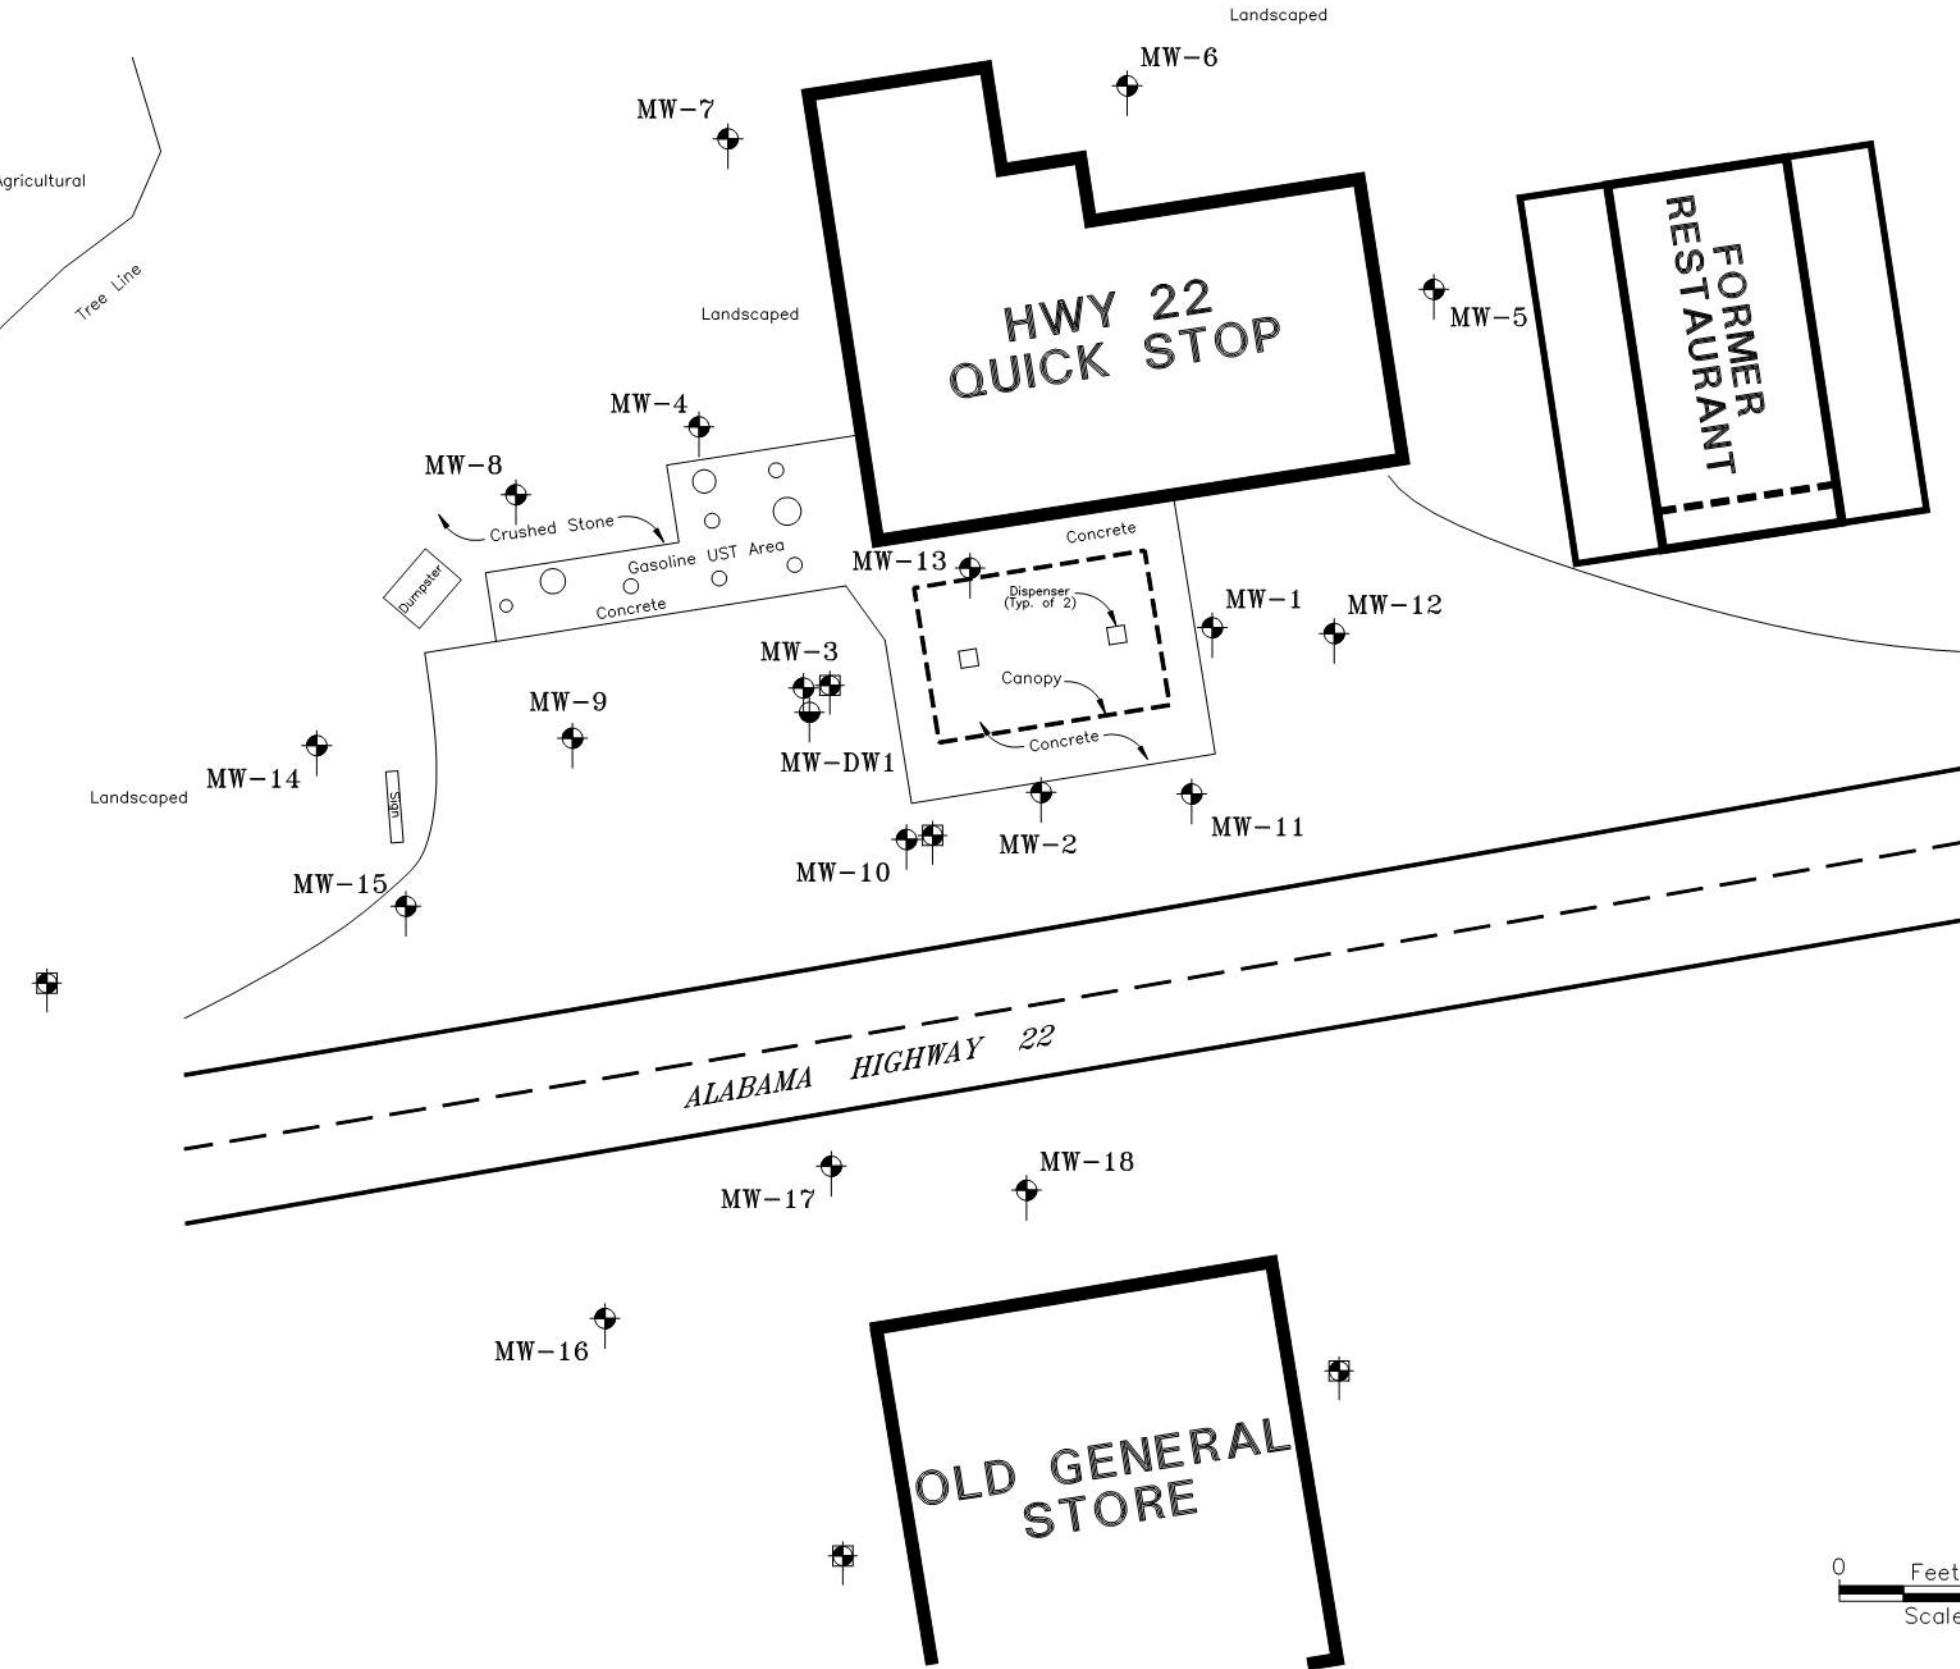 Landscaped
MW-6
MW-7
Agricultural
Tree Line
Landscaped
HWY 22
QUICK STOP
MW-5
FORMER
RESTAURANT
MW-4
MW-8
Crushed Stone
Gasoline UST Area
Concrete
Dumpster
MW-13
Concrete
Dispenser
(Typ. of 2)
MW-1
MW-12
MW-3
Canopy
MW-9
Concrete
MW-DW1
MW-14
Landscaped
Sign
MW-2
MW-11
MW-10
MW-15
ALABAMA HIGHWAY 22
MW-17
MW-18
MW-16
OLD GENERAL
STORE
0
Feet
Scale